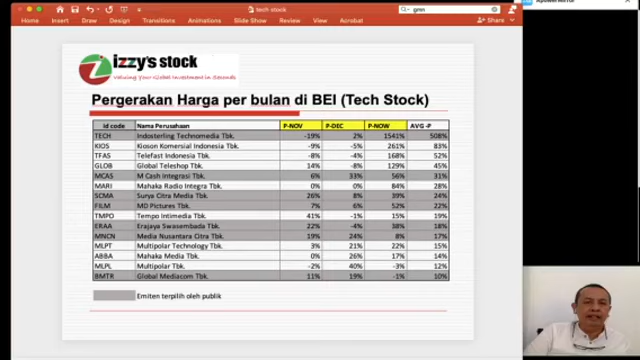 tech-stock
gmn
Home Insert Draw Design Transitions Animations Slide Show Review View Acrobat
Share
izzy's stock
Valuing Your Global Investment in Seconds
Pergerakan Harga per bulan di BEI (Tech Stock)
Id code Nama Perusahaan P-NOV P-DEC P-NOW AVG -P
TECH Indosterling Technomedia Tbk. -19% 2% 1541% 508%
KIOS Kioson Komersial Indonesia Tbk. -9% -5% 261% 83%
TFAS Telefast Indonesia Tbk. -8% -4% 168% 52%
GLOB Global Teleshop Tbk. 14% -8% 129% 45%
MCAS M Cash Integrasi Tbk. 6% 33% 56% 31%
MARI Mahaka Radio Integra Tbk. 0% 0% 84% 28%
SCMA Surya Citra Media Tbk. 26% 8% 39% 24%
FILM MD Pictures Tbk. 7% 6% 52% 22%
TMPO Tempo Intimedia Tbk. 41% -1% 15% 19%
ERAA Erajaya Swasembada Tbk. 22% -4% 38% 18%
MNCN Media Nusantara Citra Tbk. 19% 24% 8% 17%
MLPT Multipolar Technology Tbk. 3% 21% 22% 15%
ABBA Mahaka Media Tbk. 0% 26% 17% 14%
MLPL Multipolar Tbk. -2% 40% -3% 12%
BMTR Global Mediacom Tbk. 11% 19% -1% 10%
Emiten terpilih oleh publik